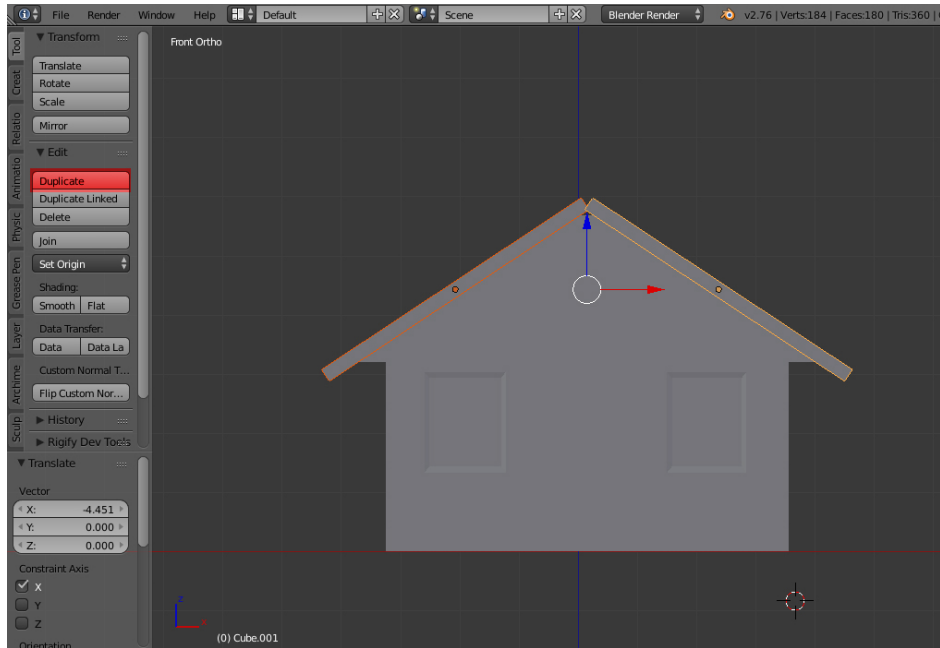 File Render Window Help Default Scene Blender Render v2.76 | Verts:184 | Faces:180 | Tris:360 |
Tool
Creat
Relatio
Animatio
Physic
Grease Pen
Layer
Archime
Sculp
Transform
Translate
Rotate
Scale
Mirror
Edit
Duplicate
Duplicate Linked
Delete
Join
Set Origin
Shading:
Smooth Flat
Data Transfer:
Data Data La
Custom Normal T...
Flip Custom Nor...
History
Rigify Dev Tools
Translate
Vector
X: -4.451
Y: 0.000
Z: 0.000
Constraint Axis
X
Y
Z
Orientation
Front Ortho
z
x
(0) Cube.001